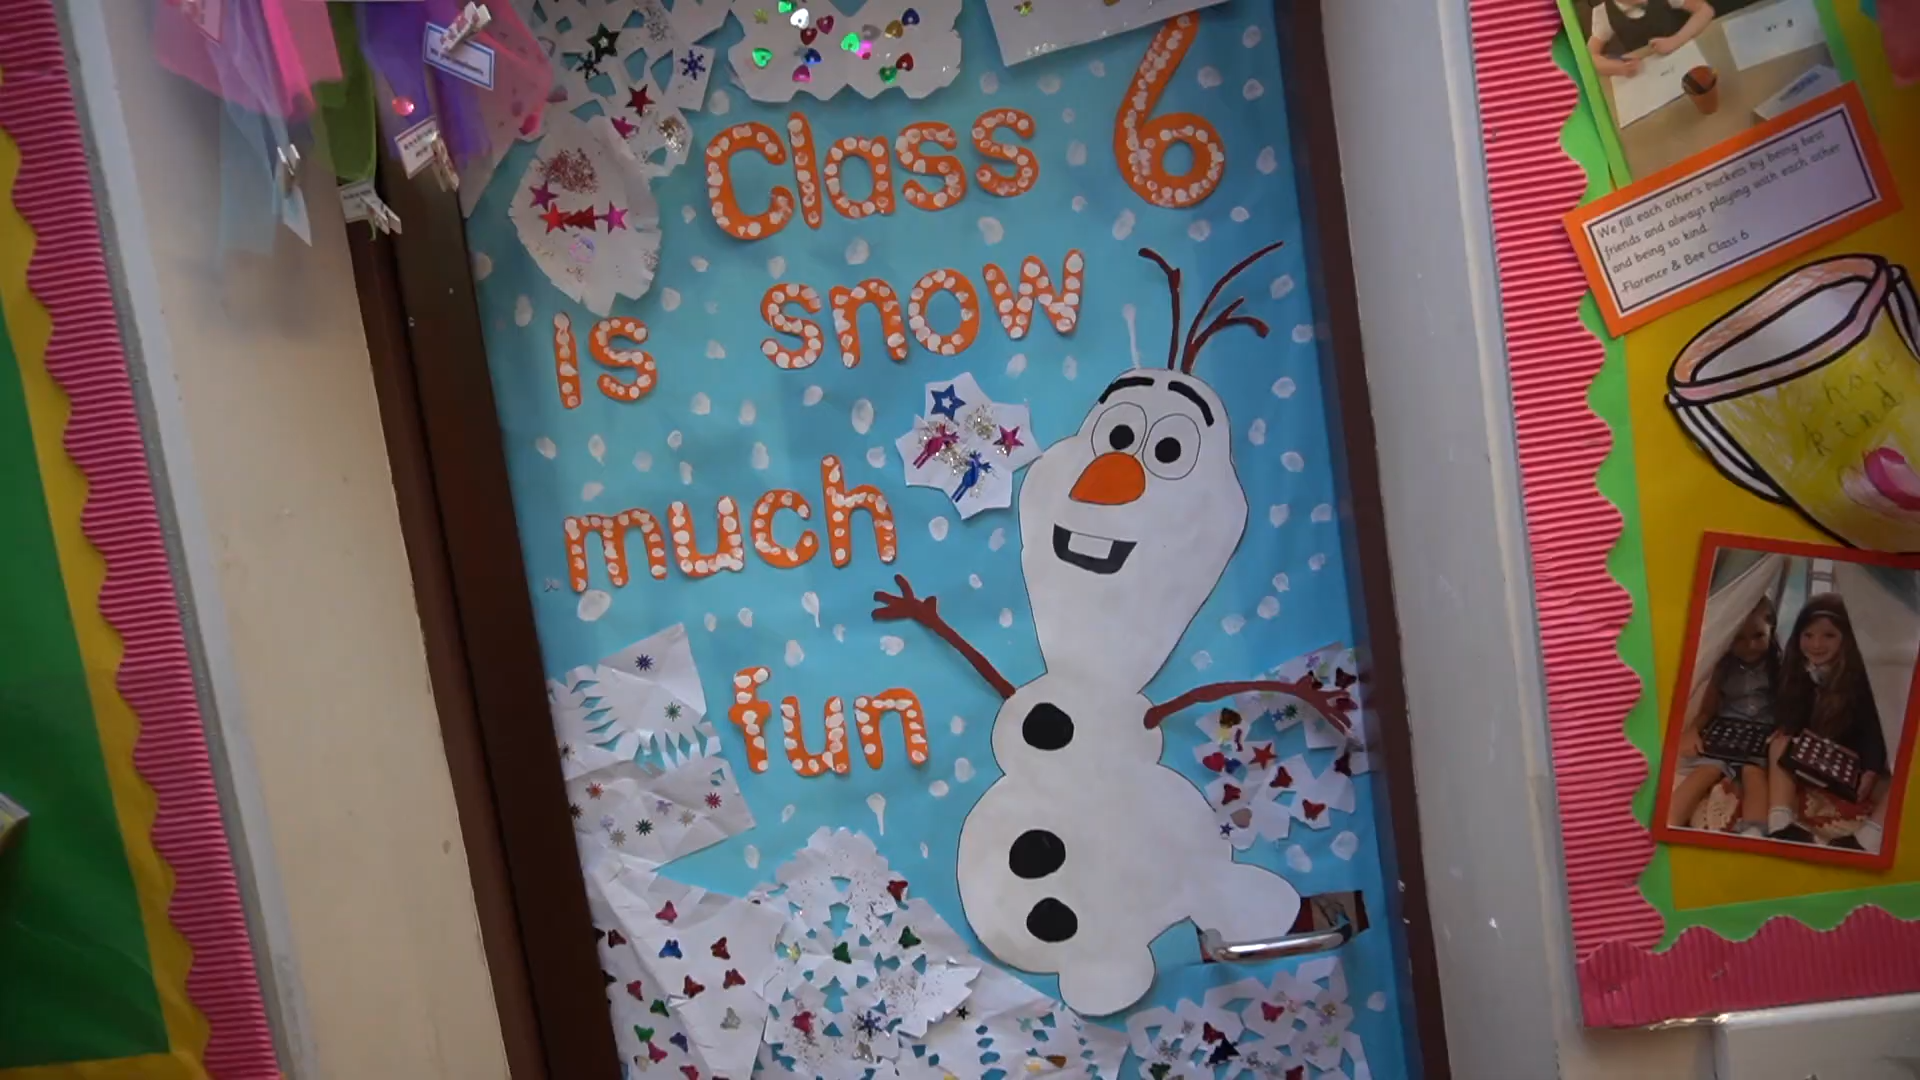 Class 6
is snow
much
fun
We fill each other's buckets by being best
friends and always playing with each other
and being so kind.
-Florence & Bee Class 6
kind